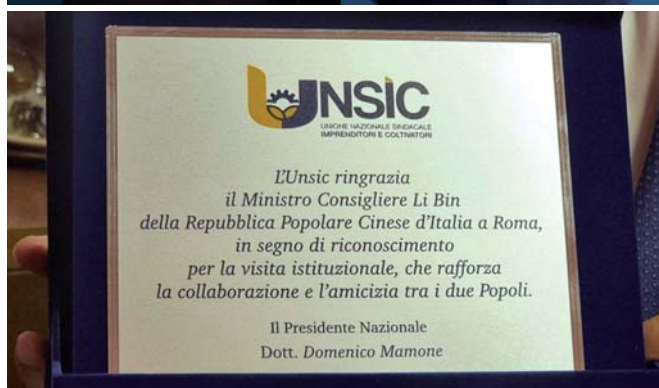 UNSIC
UNIONE NAZIONALE SINDACALE
IMPRENDITORI E COLTIVATORI
L'Unsic ringrazia
il Ministro Consigliere Li Bin
della Repubblica Popolare Cinese d'Italia a Roma,
in segno di riconoscimento
per la visita istituzionale, che rafforza
la collaborazione e l'amicizia tra i due Popoli.
Il Presidente Nazionale
Dott. Domenico Mamone